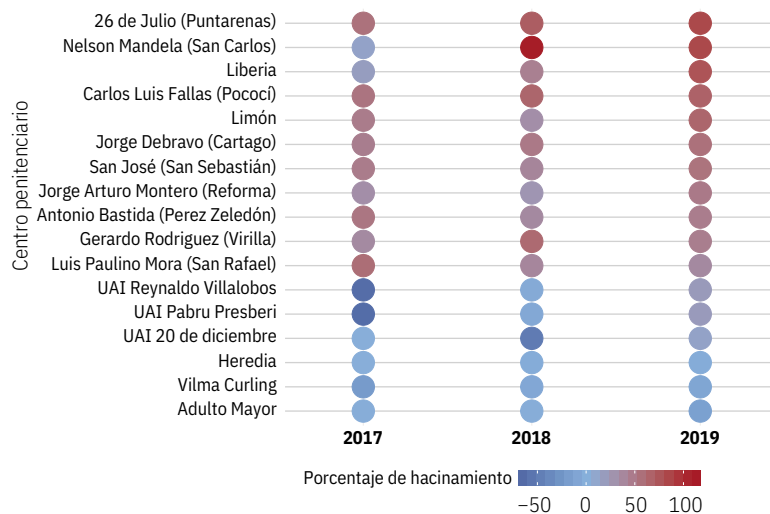 Centro penitenciario
26 de Julio (Puntarenas)
Nelson Mandela (San Carlos)
Liberia
Carlos Luis Fallas (Pococí)
Limón
Jorge Debravo (Cartago)
San José (San Sebastián)
Jorge Arturo Montero (Reforma)
Antonio Bastida (Perez Zeledón)
Gerardo Rodriguez (Virilla)
Luis Paulino Mora (San Rafael)
UAI Reynaldo Villalobos
UAI Pabru Presberi
UAI 20 de diciembre
Heredia
Vilma Curling
Adulto Mayor
2017 2018 2019
Porcentaje de hacinamiento
−50 0 50 100